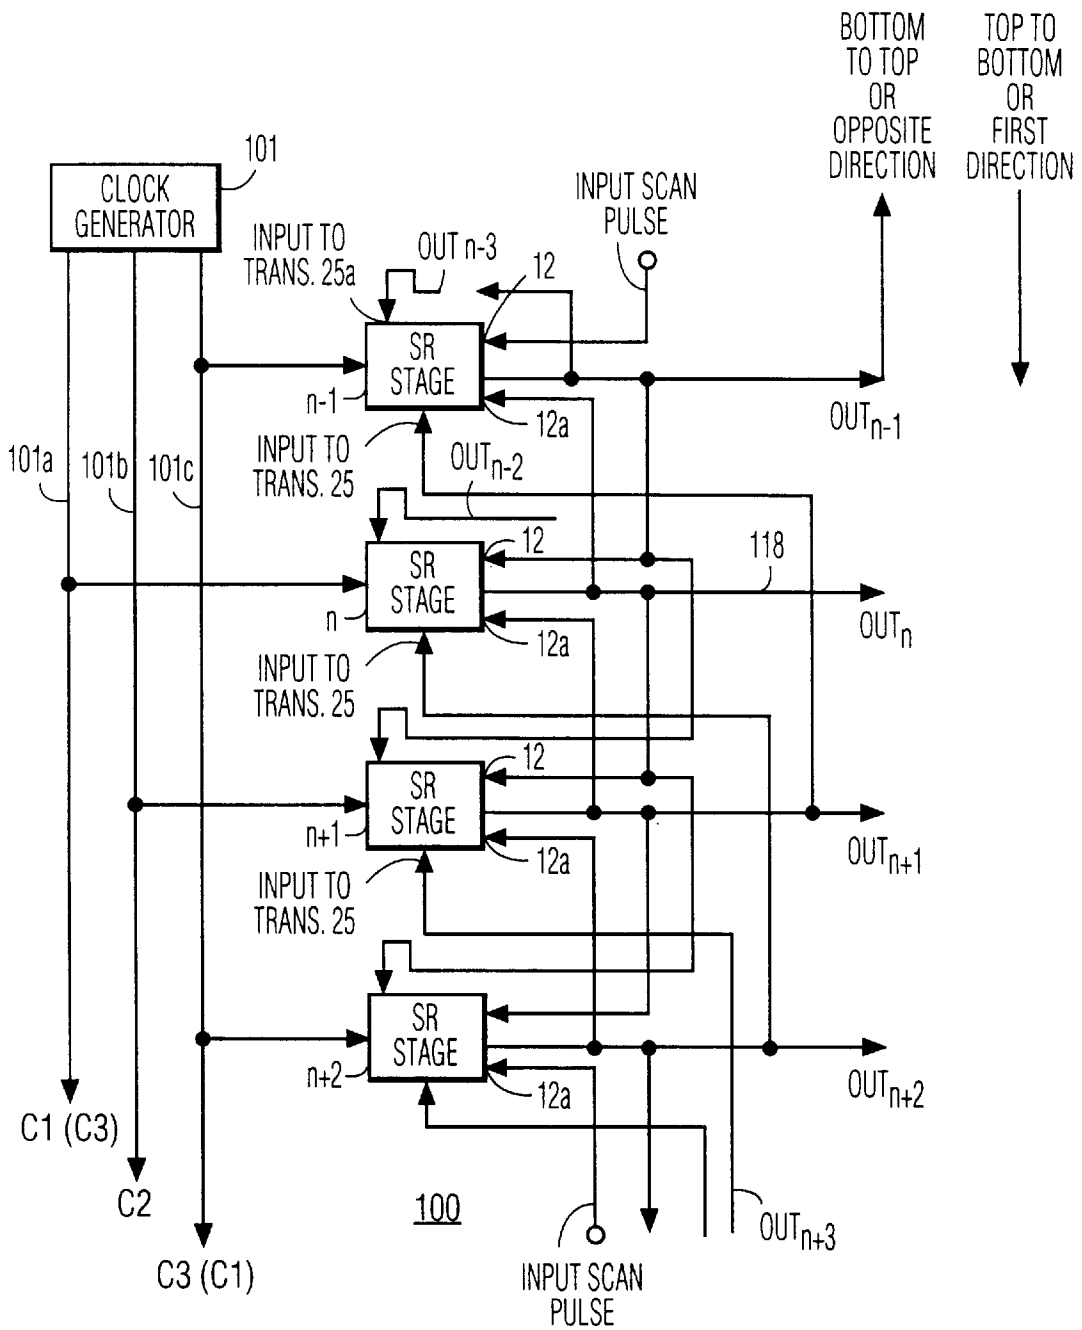 BOTTOM
TO TOP
OR
OPPOSITE
DIRECTION
TOP TO
BOTTOM
OR
FIRST
DIRECTION
101
CLOCK
GENERATOR
INPUT SCAN
PULSE
INPUT TO
TRANS. 25a
OUT n-3
12
SR
STAGE
n-1
12a
OUTn-1
INPUT TO
TRANS. 25
OUTn-2
101a
101b
101c
12
118
SR
STAGE
n
12a
OUTn
INPUT TO
TRANS. 25
12
SR
STAGE
n+1
12a
OUTn+1
INPUT TO
TRANS. 25
SR
STAGE
n+2
12a
OUTn+2
C1 (C3)
C2
C3 (C1)
100
OUTn+3
INPUT SCAN
PULSE